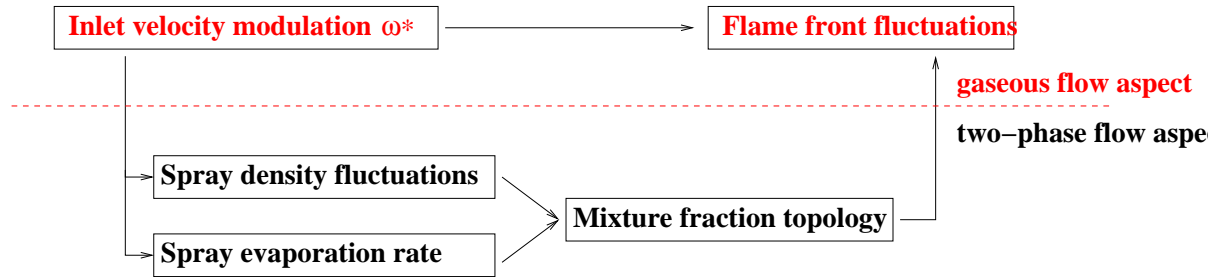 Inlet velocity modulation ω*
Flame front fluctuations
gaseous flow aspect
two−phase flow aspe
Spray density fluctuations
Mixture fraction topology
Spray evaporation rate